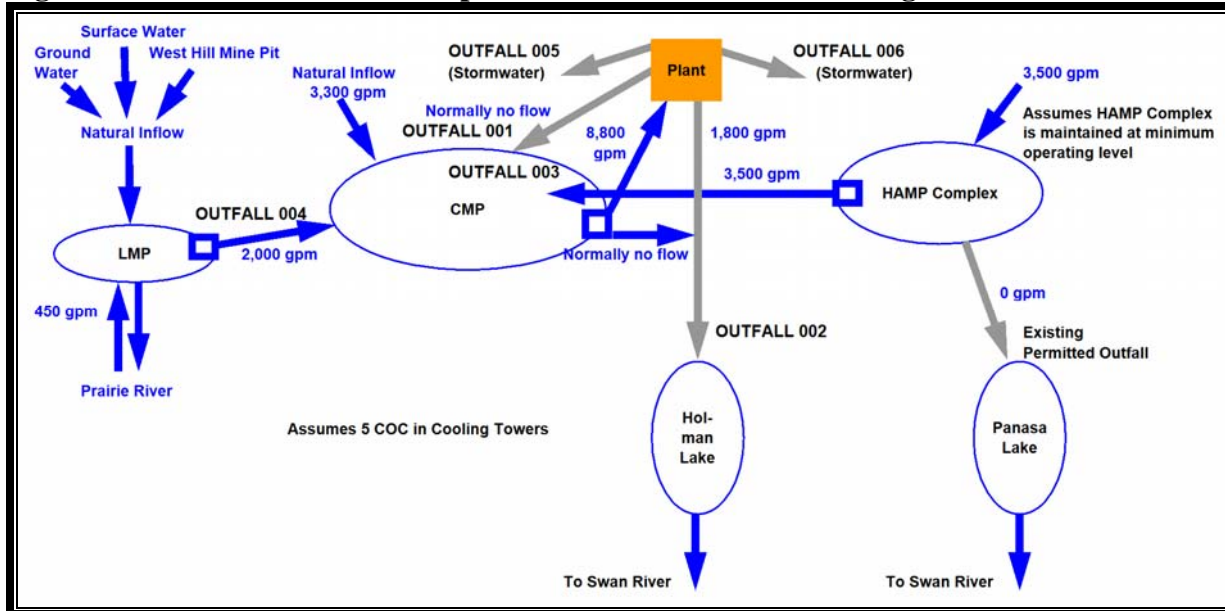 Surface Water
Ground
Water
West Hill Mine Pit
Natural Inflow
OUTFALL 004
LMP
2,000 gpm
450 gpm
Prairie River
Natural Inflow
3,300 gpm
Normally no flow
OUTFALL 001
OUTFALL 003
CMP
OUTFALL 005
(Stormwater)
Plant
OUTFALL 006
(Stormwater)
8,800
gpm
1,800 gpm
3,500 gpm
Normally no flow
3,500 gpm
Assumes HAMP Complex
is maintained at minimum
operating level
HAMP Complex
0 gpm
Existing
Permitted Outfall
OUTFALL 002
Assumes 5 COC in Cooling Towers
Hol-
man
Lake
Panasa
Lake
To Swan River
To Swan River